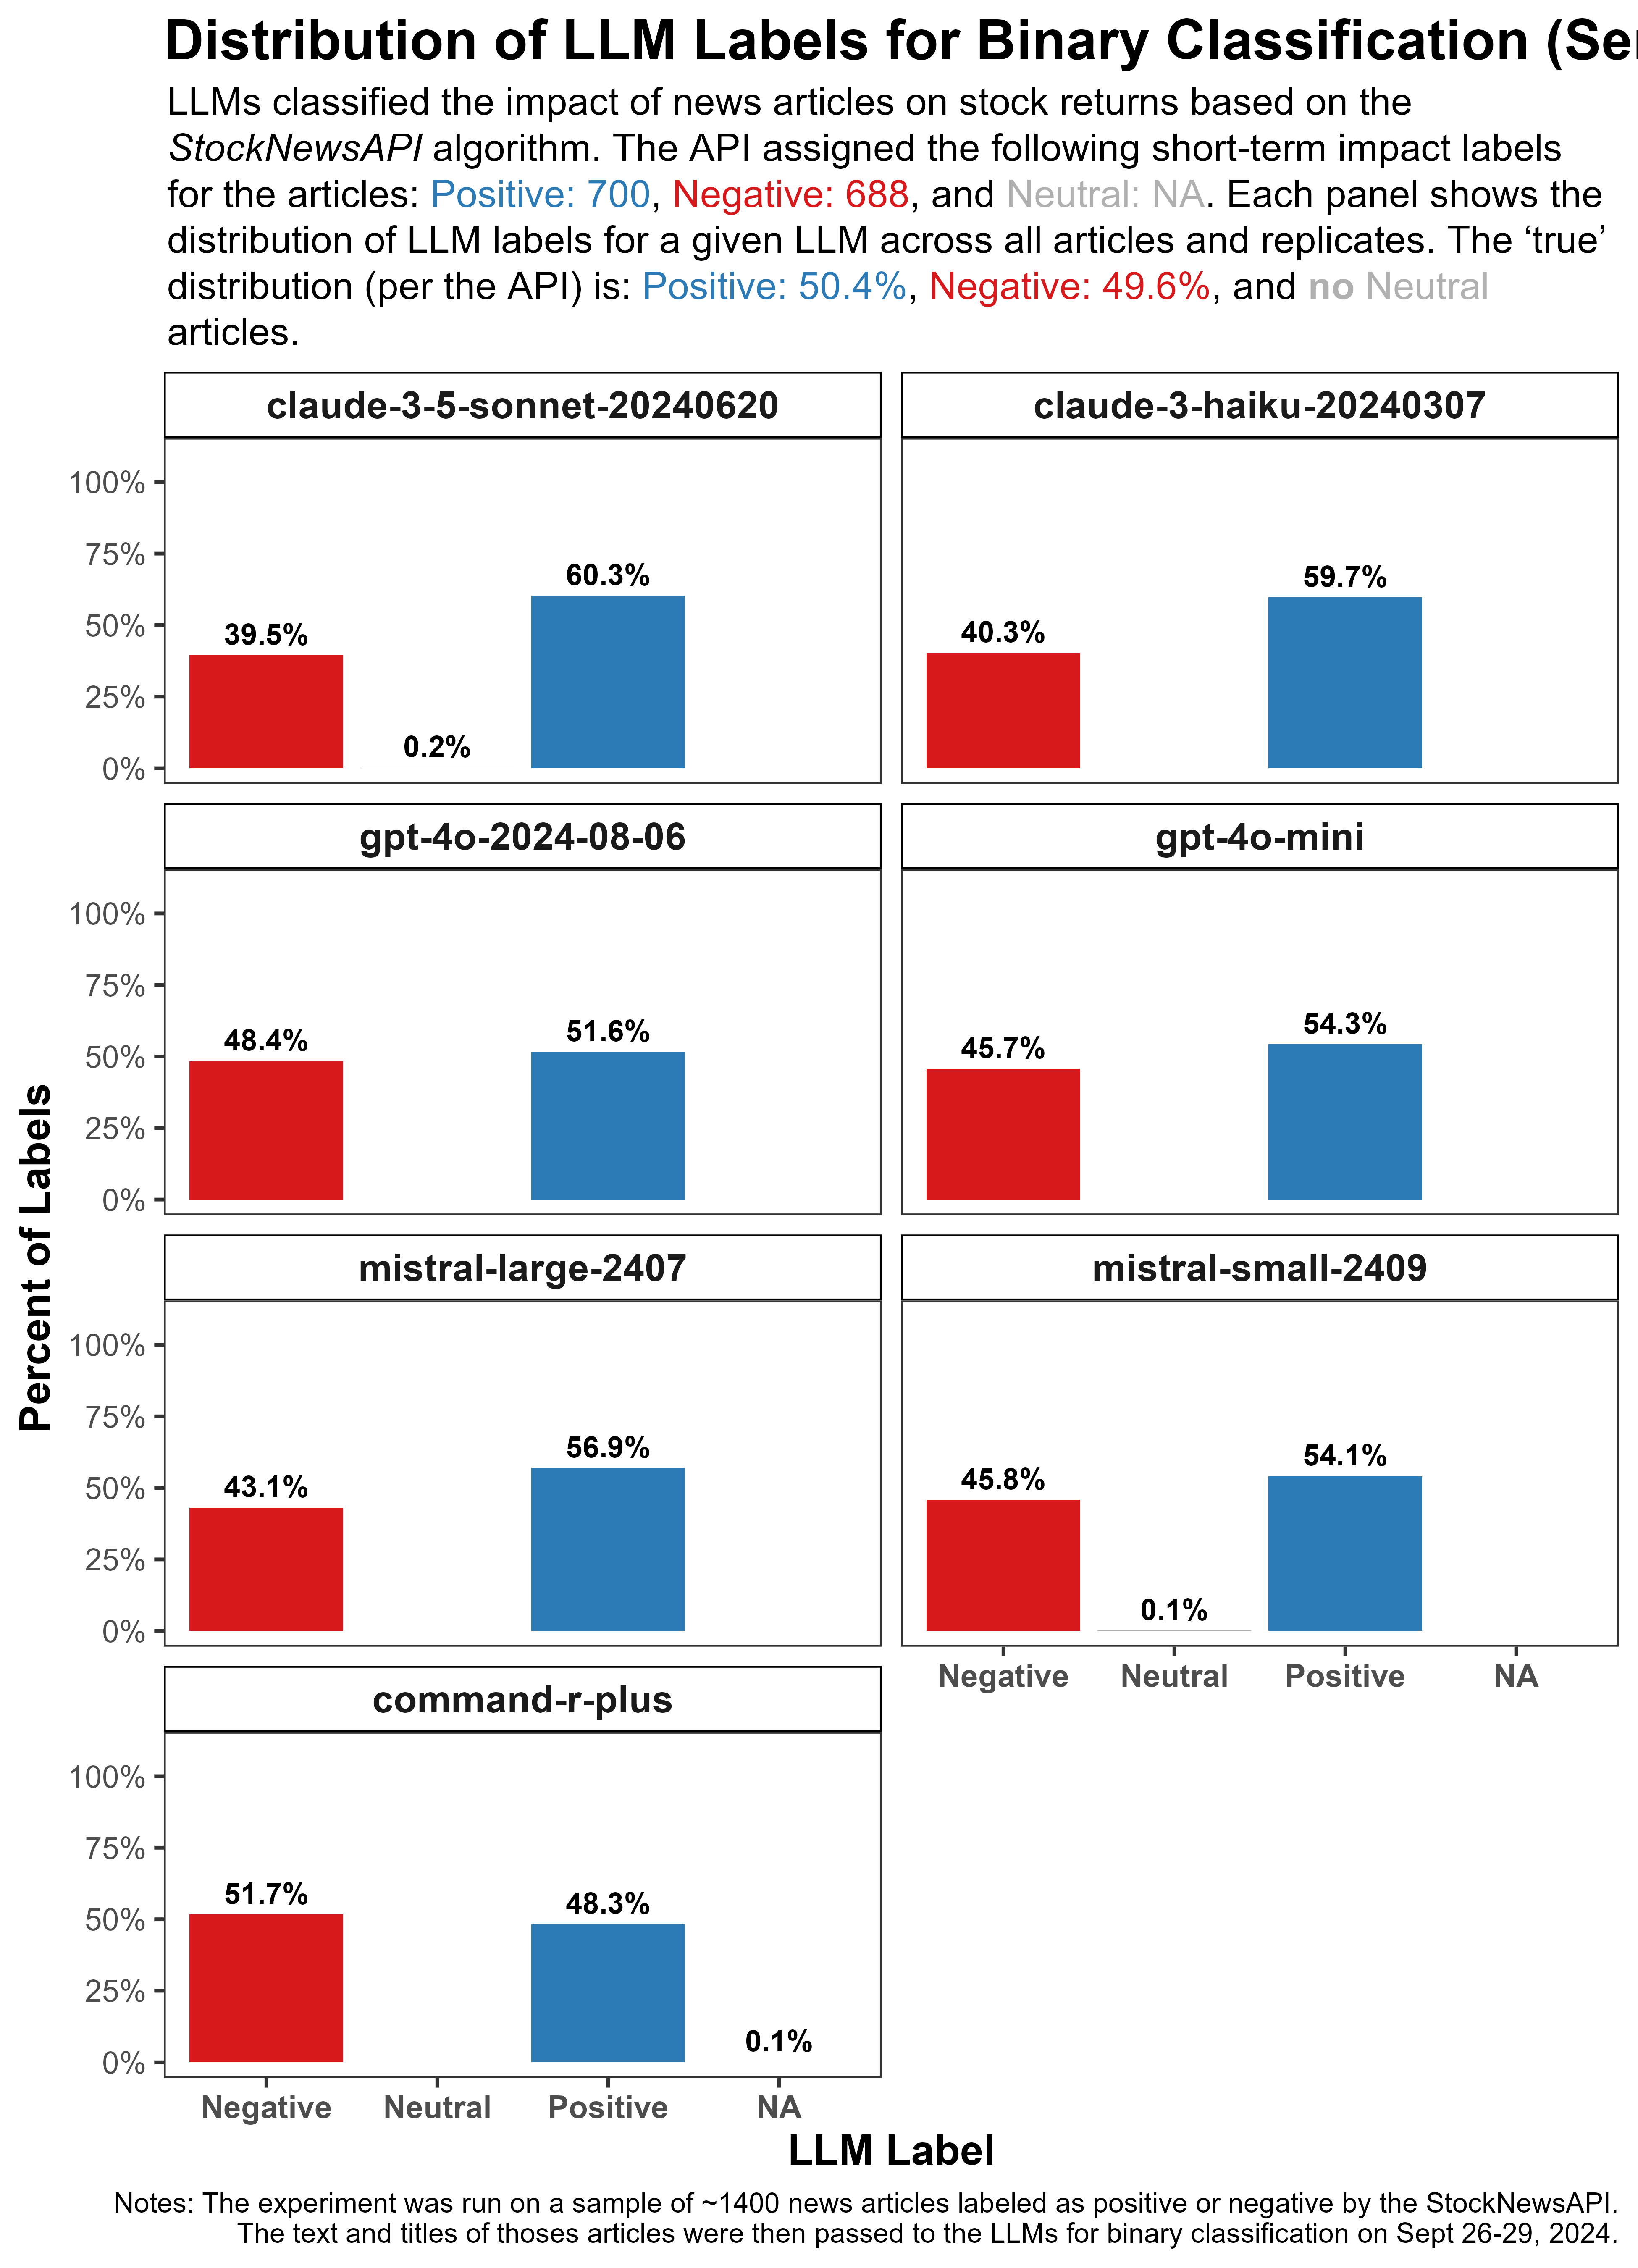 Distribution of LLM Labels for Binary Classification (Se
LLMs classified the impact of news articles on stock returns based on the
StockNewsAPI algorithm. The API assigned the following short-term impact labels
for the articles: Positive: 700, Negative: 688, and Neutral: NA. Each panel shows the
distribution of LLM labels for a given LLM across all articles and replicates. The ‘true’
distribution (per the API) is: Positive: 50.4%, Negative: 49.6%, and no Neutral
articles.
claude-3-5-sonnet-20240620
claude-3-haiku-20240307
100%
75%
50%
25%
0%
39.5%
0.2%
60.3%
40.3%
59.7%
gpt-4o-2024-08-06
gpt-4o-mini
100%
75%
50%
25%
0%
48.4%
51.6%
45.7%
54.3%
Percent of Labels
mistral-large-2407
mistral-small-2409
100%
75%
50%
25%
0%
43.1%
56.9%
45.8%
0.1%
54.1%
Negative Neutral Positive NA
command-r-plus
100%
75%
50%
25%
0%
51.7%
48.3%
0.1%
Negative Neutral Positive NA
LLM Label
Notes: The experiment was run on a sample of ~1400 news articles labeled as positive or negative by the StockNewsAPI.
The text and titles of thoses articles were then passed to the LLMs for binary classification on Sept 26-29, 2024.